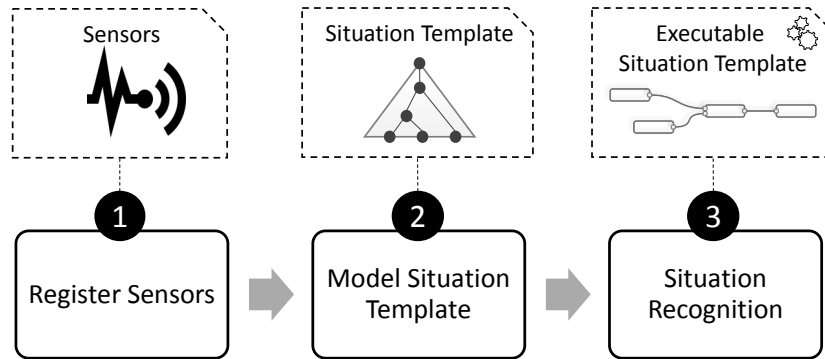 Sensors
Situation Template
Executable
Situation Template
1
2
3
Register Sensors
Model Situation
Template
Situation
Recognition